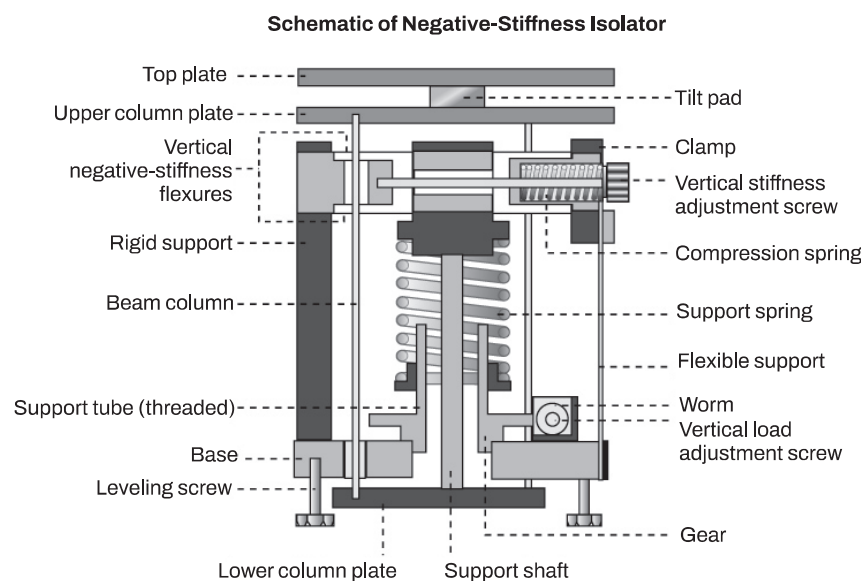 Schematic of Negative-Stiffness Isolator
Top plate
Upper column plate
Vertical
negative-stiffness
flexures
Rigid support
Beam column
Support tube (threaded)
Base
Leveling screw
Lower column plate
Support shaft
Tilt pad
Clamp
Vertical stiffness
adjustment screw
Compression spring
Support spring
Flexible support
Worm
Vertical load
adjustment screw
Gear